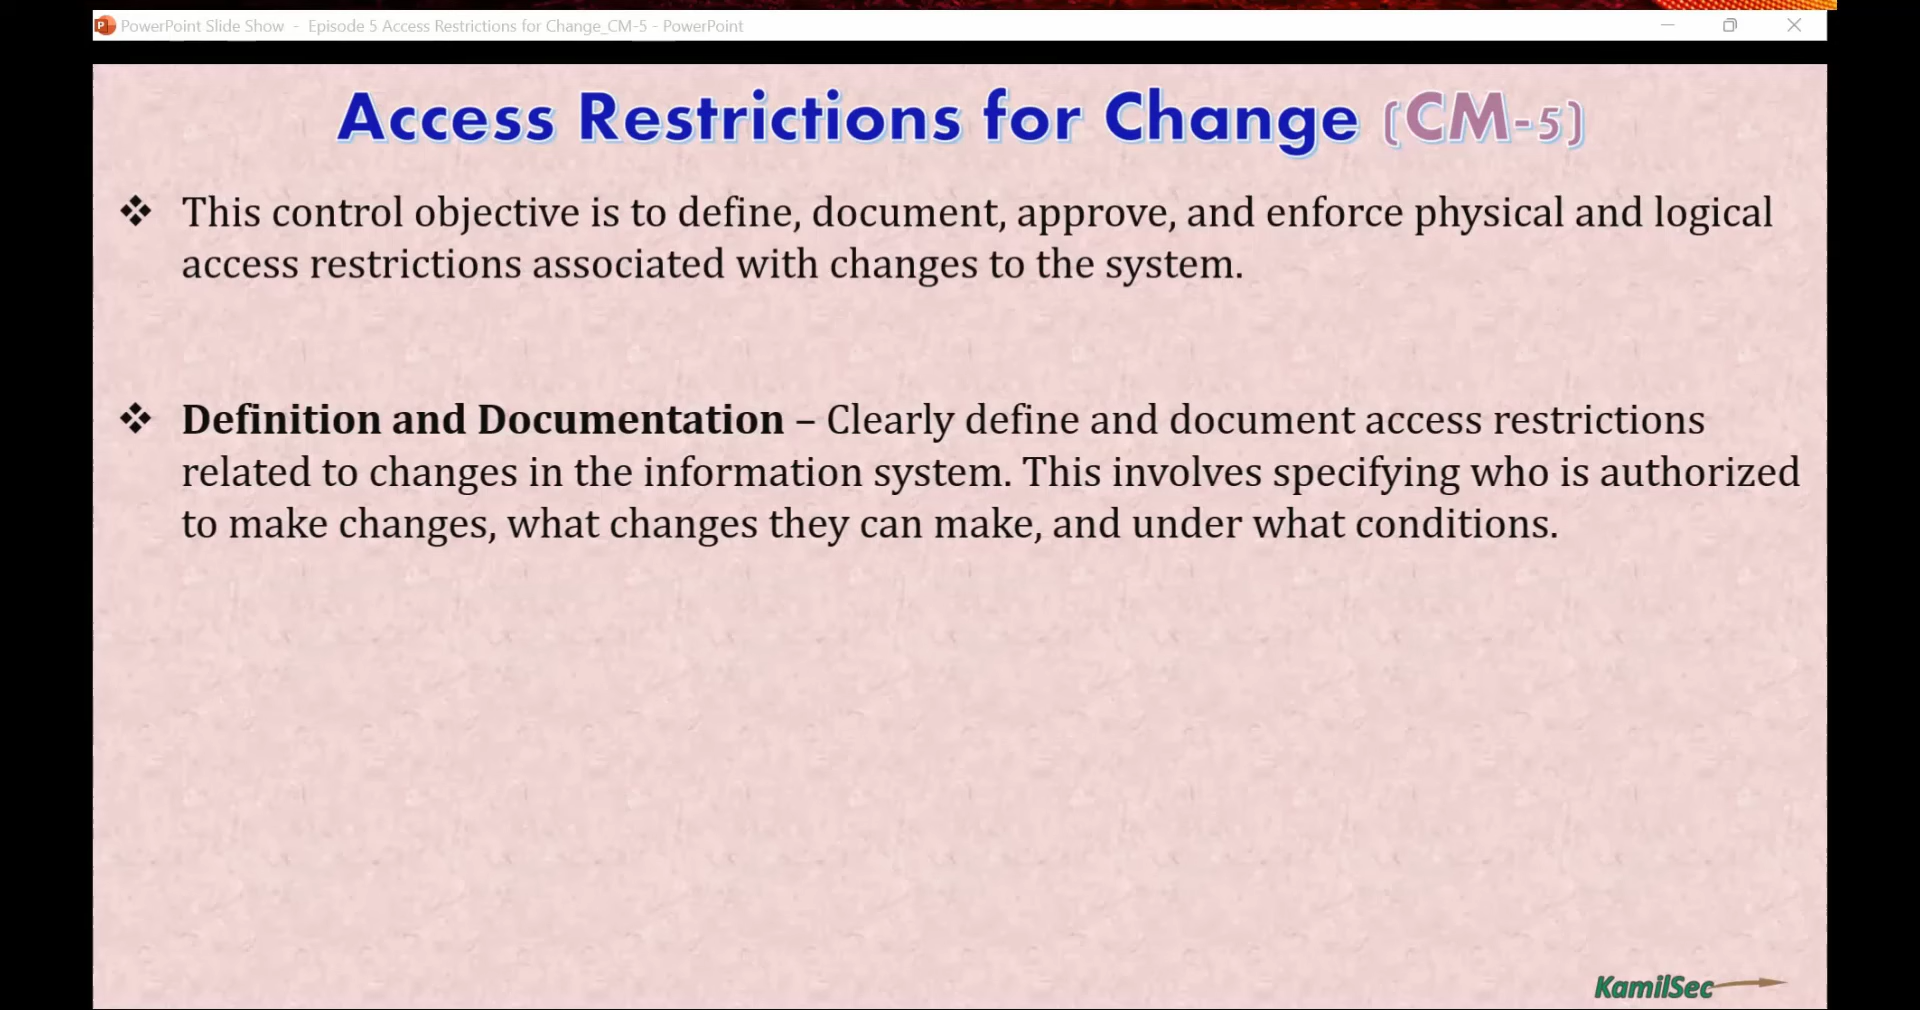 PowerPoint Slide Show - Episode 5 Access Restrictions for Change_CM-5 - PowerPoint
Access Restrictions for Change (CM-5)
❖ This control objective is to define, document, approve, and enforce physical and logical
access restrictions associated with changes to the system.
❖ Definition and Documentation – Clearly define and document access restrictions
related to changes in the information system. This involves specifying who is authorized
to make changes, what changes they can make, and under what conditions.
KamilSec